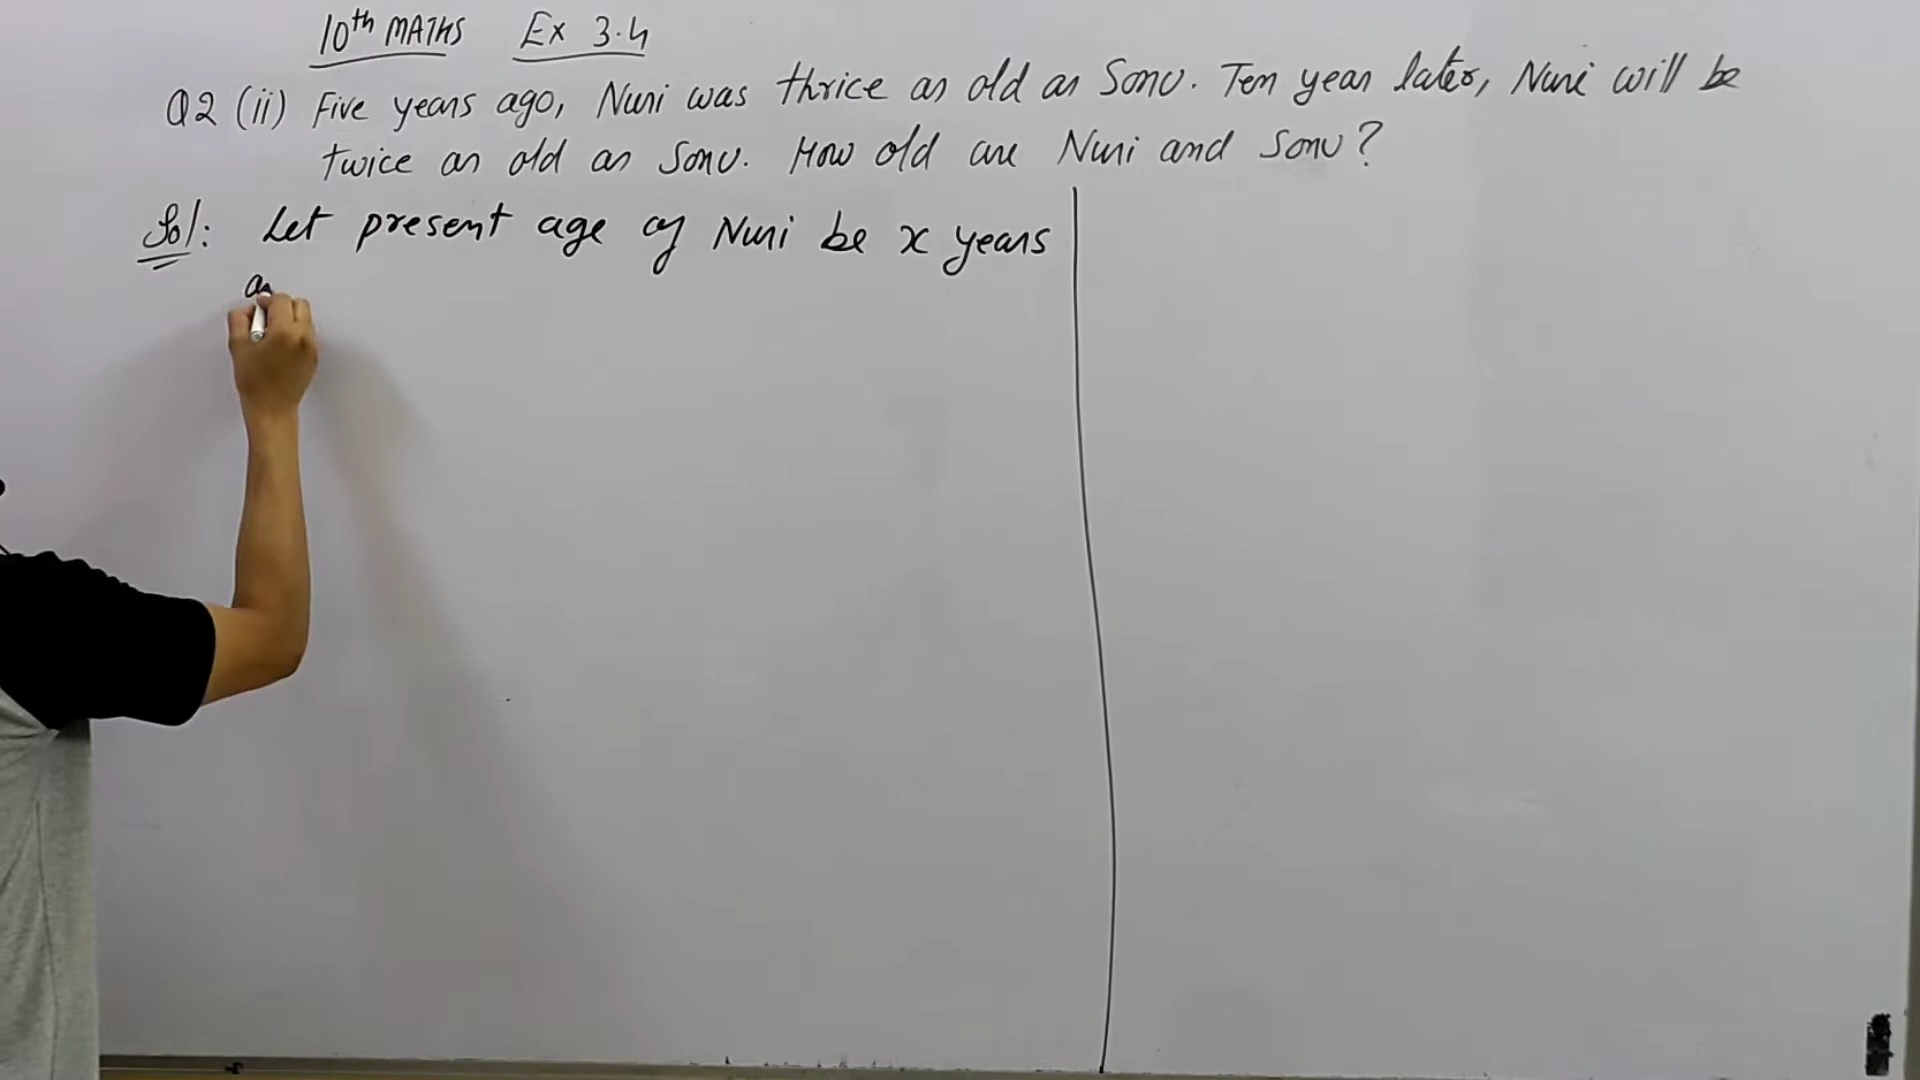 10th MATHS Ex 3.4
Q2 (ii) Five years ago, Nuri was thrice as old as Sonu. Ten year later, Nuri will be
twice as old as Sonu. How old are Nuri and Sonu?
Sol: Let present age of Nuri be x years
an